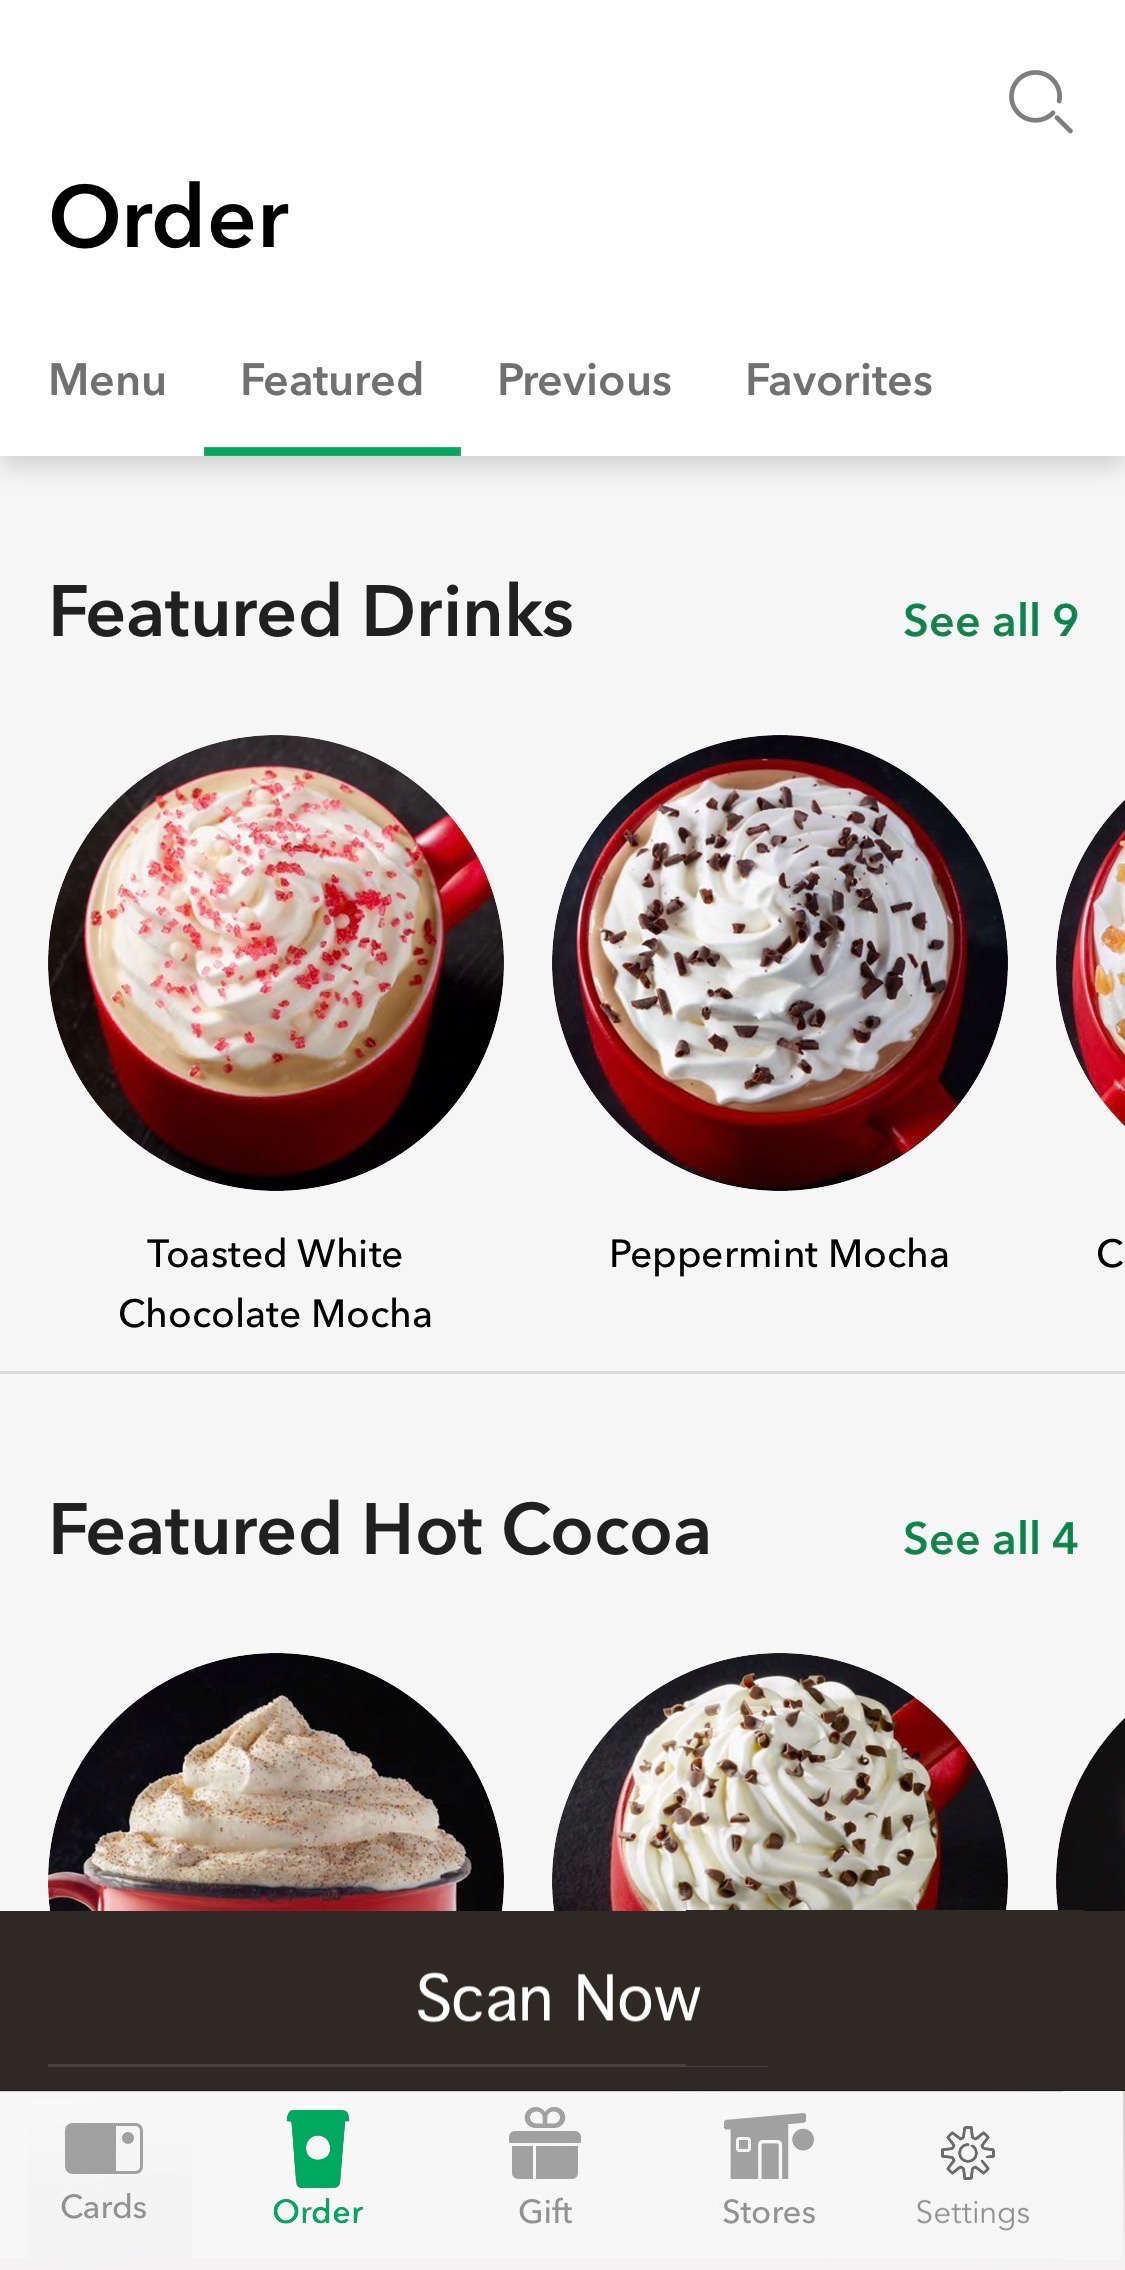 Order
Menu Featured Previous Favorites
Featured Drinks See all 9
Toasted White
Chocolate Mocha
Peppermint Mocha
C
Featured Hot Cocoa See all 4
Scan Now
Cards Order Gift Stores Settings